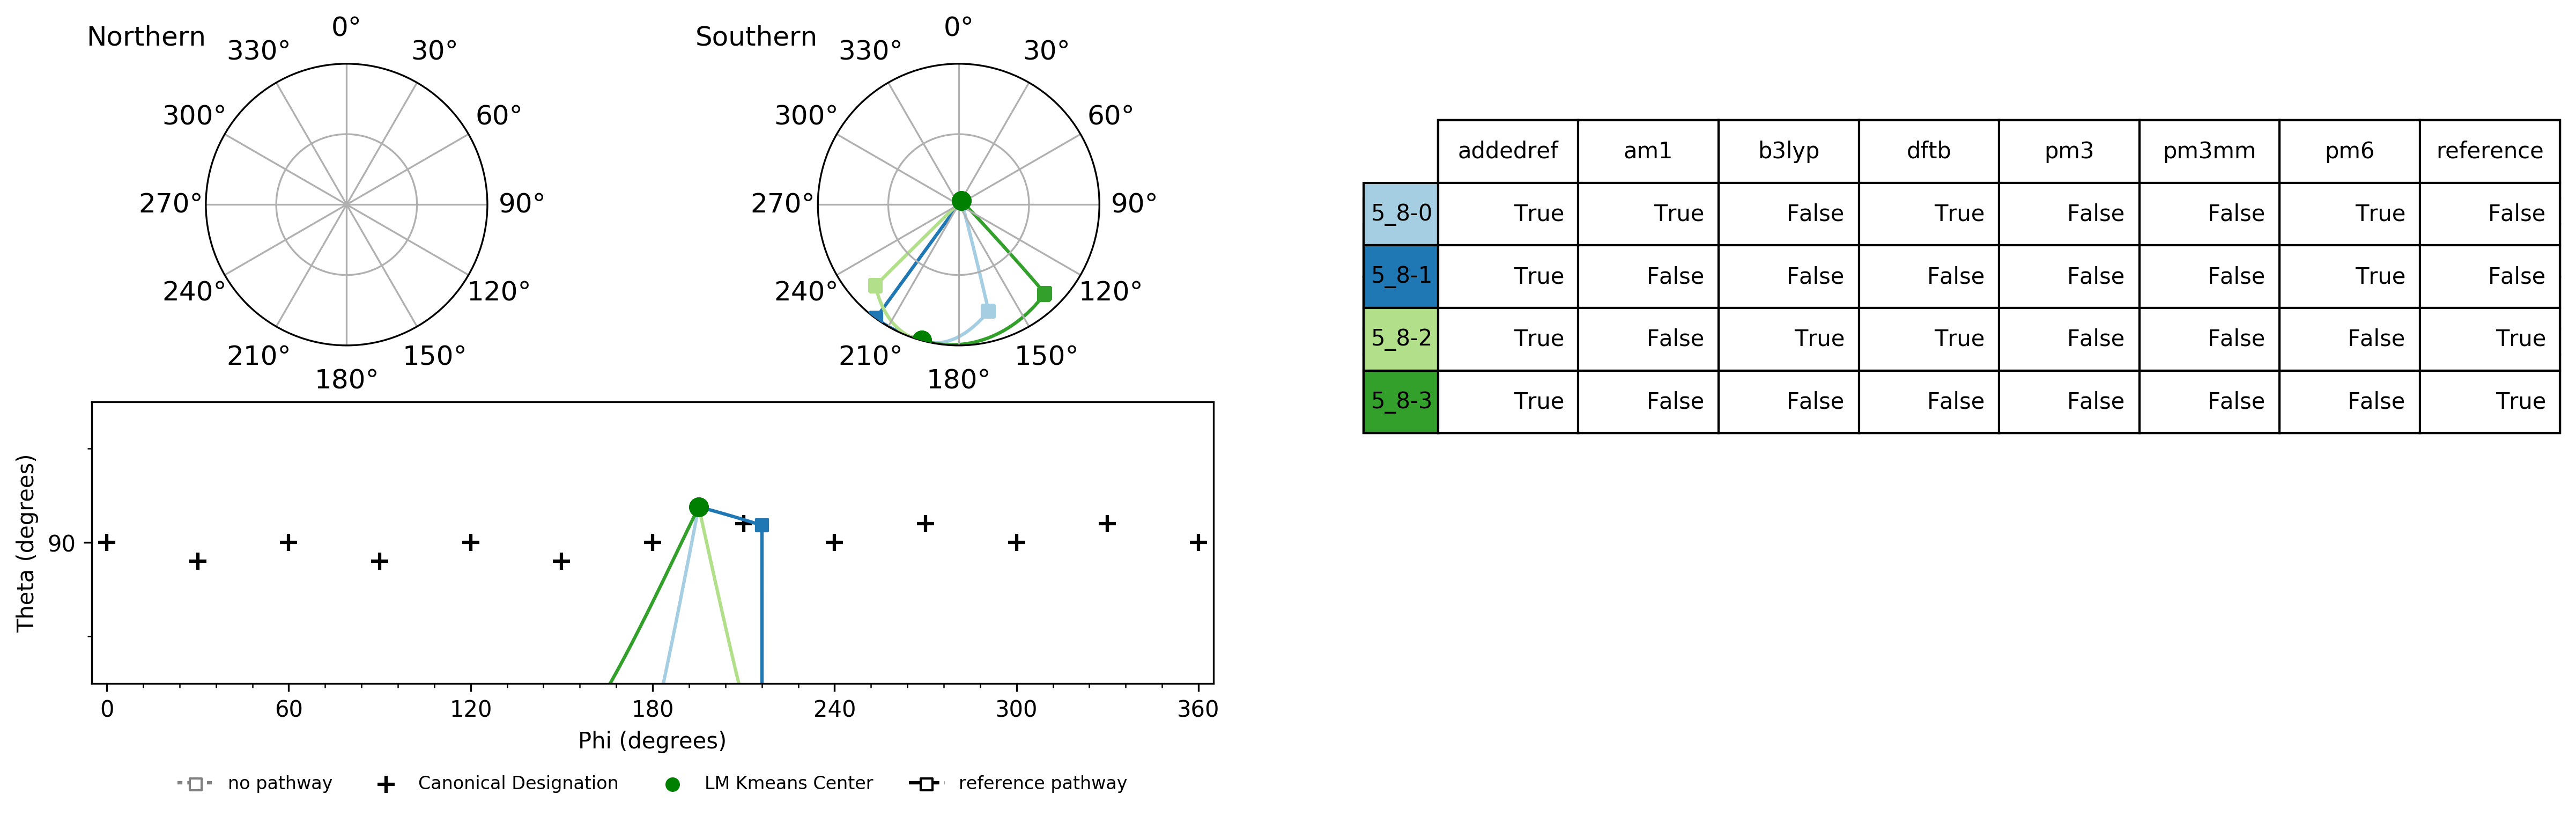 Northern
0°
30°
60°
90°
120°
150°
180°
210°
240°
270°
300°
330°
Southern
0°
30°
60°
90°
120°
150°
180°
210°
240°
270°
300°
330°
Theta (degrees)
90
0 60 120 180 240 300 360
Phi (degrees)
no pathway Canonical Designation LM Kmeans Center reference pathway
addedref am1 b3lyp dftb pm3 pm3mm pm6 reference
5_8-0 True True False True False False True False
5_8-1 True False False False False False True False
5_8-2 True False True True False False False True
5_8-3 True False False False False False False True